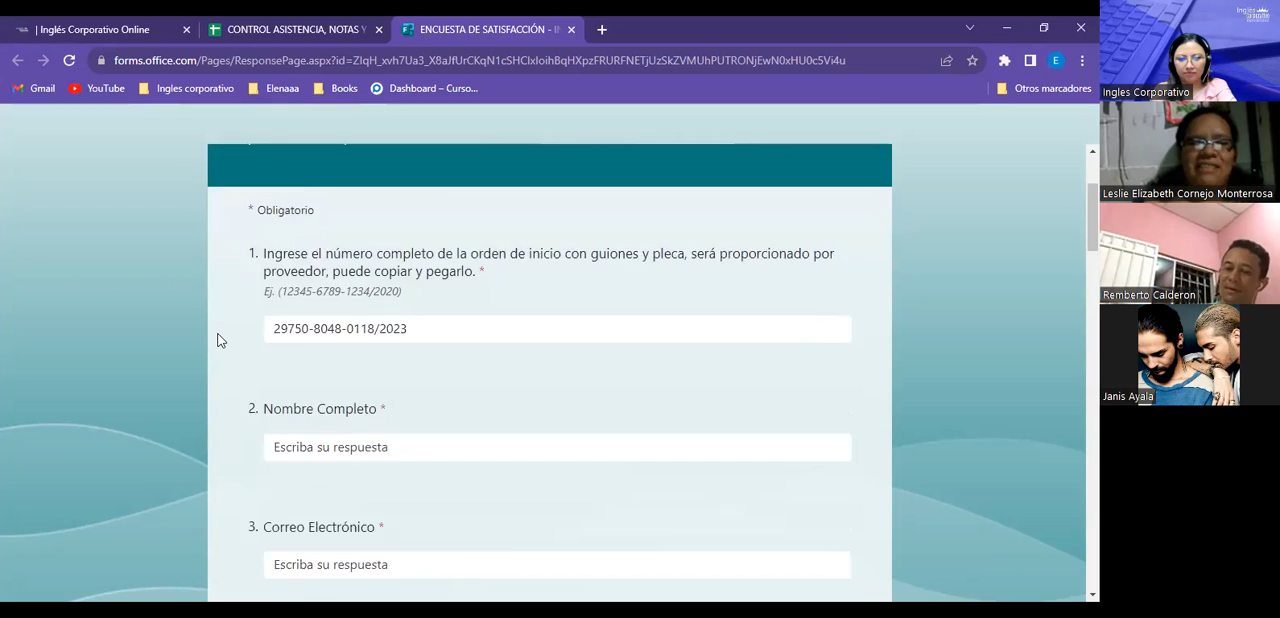 | Inglés Corporativo Online
CONTROL ASISTENCIA, NOTAS Y
ENCUESTA DE SATISFACCIÓN - I
forms.office.com/Pages/ResponsePage.aspx?id=ZIqH_xvh7Ua3_X8aJfUrCKqN1cSHCIxIoihBqHXpzFRURFNETjUzSkZVMUhPUTRONjEwN0xHU0c5Vi4u
E
Gmail
YouTube
Ingles corporativo
Elenaaa
Books
Dashboard – Curso...
Otros marcadores
* Obligatorio
1. Ingrese el número completo de la orden de inicio con guiones y pleca, será proporcionado por
proveedor, puede copiar y pegarlo. *
Ej. (12345-6789-1234/2020)
29750-8048-0118/2023
2. Nombre Completo *
Escriba su respuesta
3. Correo Electrónico *
Escriba su respuesta
Inglés
Ingles Corporativo
Leslie Elizabeth Cornejo Monterrosa
Remberto Calderon
Janis Ayala